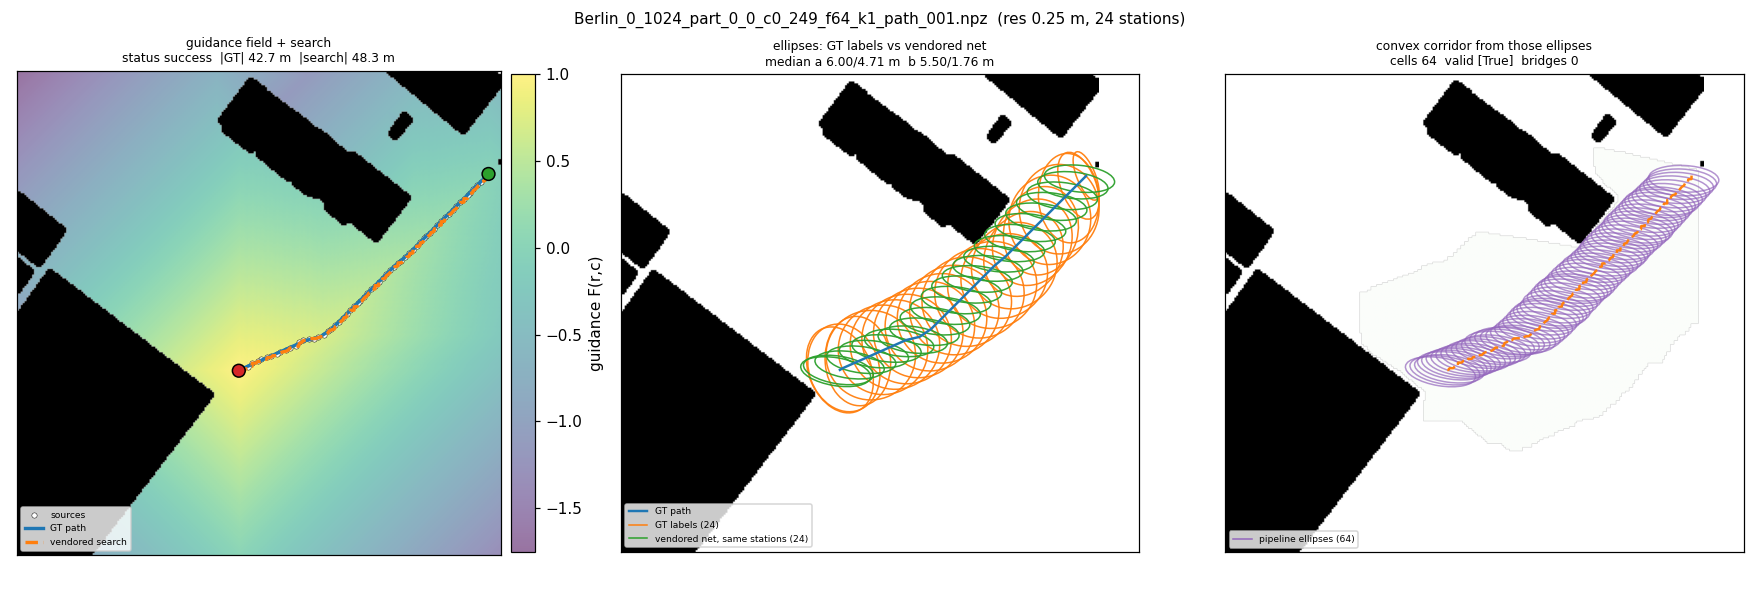 Berlin_0_1024_part_0_0_c0_249_f64_k1_path_001.npz  (res 0.25 m, 24 stations)
guidance field + search
status success  |GT| 42.7 m  |search| 48.3 m
sources
GT path
vendored search
1.0
0.5
0.0
−0.5
−1.0
−1.5
guidance F(r,c)
ellipses: GT labels vs vendored net
median a 6.00/4.71 m  b 5.50/1.76 m
GT path
GT labels (24)
vendored net, same stations (24)
convex corridor from those ellipses
cells 64  valid [True]  bridges 0
pipeline ellipses (64)